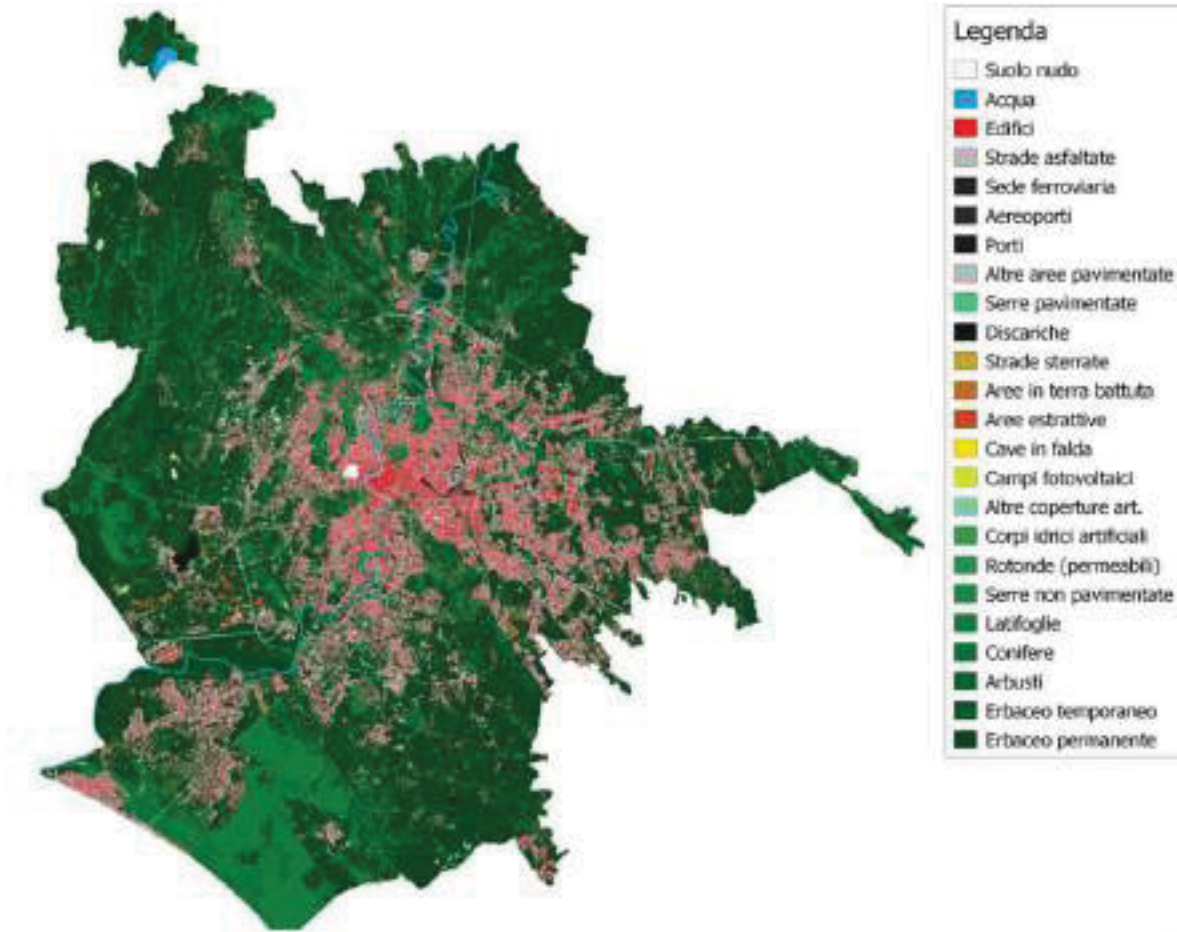 Legenda
Suolo nudo
Acqua
Edifici
Strade asfaltate
Sede ferroviaria
Aereoporti
Porti
Altre aree pavimentate
Serre pavimentate
Discariche
Strade sterrate
Aree in terra battuta
Aree estrattive
Cave in falda
Campi fotovoltaici
Altre coperture art.
Corpi idrici artificiali
Rotonde (permeabili)
Serre non pavimentate
Latifoglie
Conifere
Arbusti
Erbaceo temporaneo
Erbaceo permanente